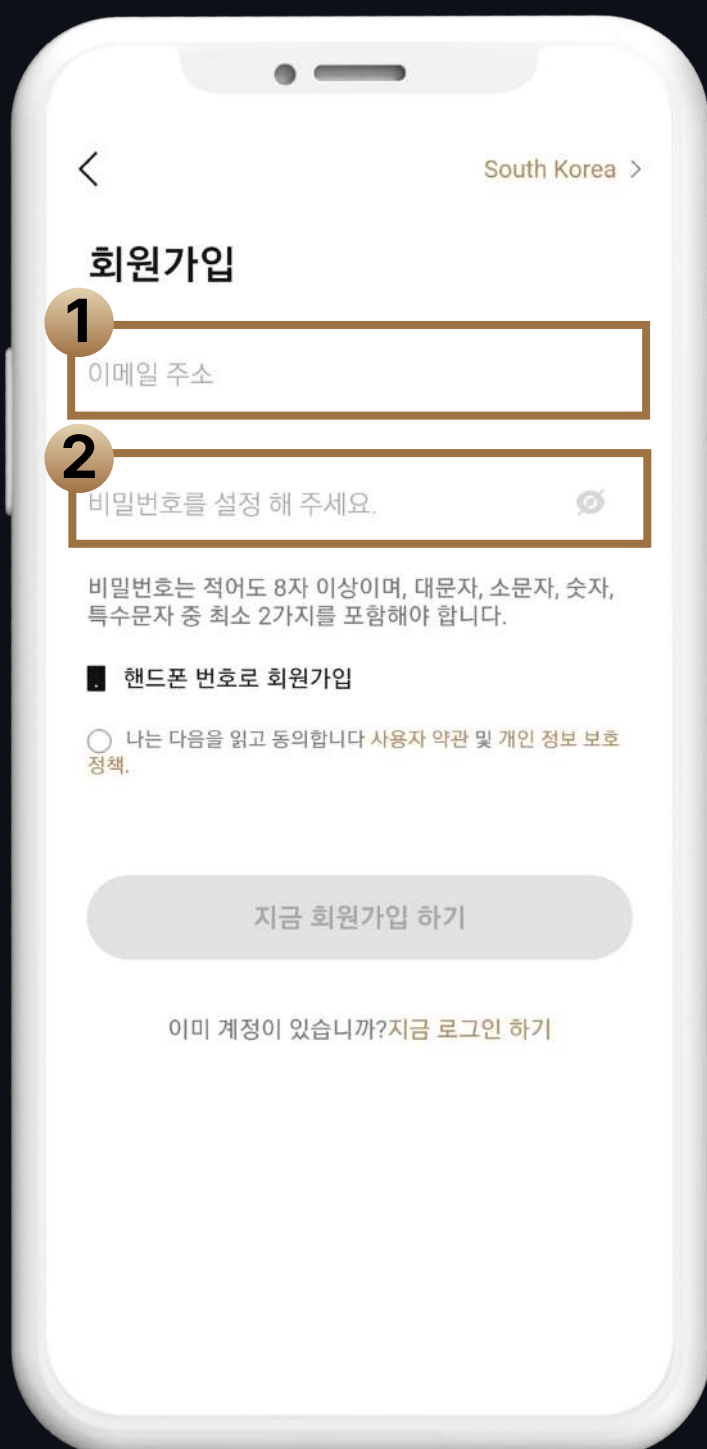 South Korea >
회원가입
1
이메일 주소
2
비밀번호를 설정 해 주세요.
비밀번호는 적어도 8자 이상이며, 대문자, 소문자, 숫자,
특수문자 중 최소 2가지를 포함해야 합니다.
핸드폰 번호로 회원가입
나는 다음을 읽고 동의합니다 사용자 약관 및 개인 정보 보호
정책.
지금 회원가입 하기
이미 계정이 있습니까?지금 로그인 하기